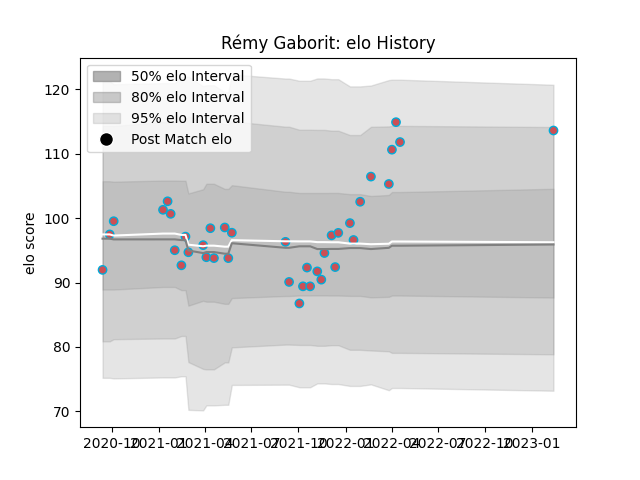 Rémy Gaborit: elo History
50% elo Interval
80% elo Interval
95% elo Interval
Post Match elo
elo score
120
110
100
90
80
70
2020-10 2021-01 2021-04 2021-07 2021-10 2022-01 2022-04 2022-07 2022-10 2023-01